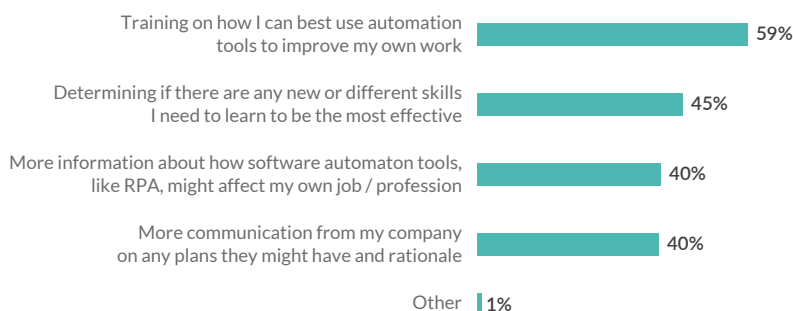 Training on how I can best use automation
tools to improve my own work
59%
Determining if there are any new or different skills
I need to learn to be the most effective
45%
More information about how software automaton tools,
like RPA, might affect my own job / profession
40%
More communication from my company
on any plans they might have and rationale
40%
Other
1%